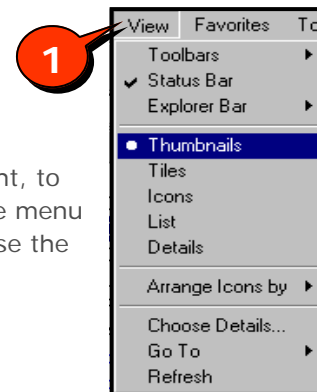 1
View Favorites To
Toolbars
Status Bar
Explorer Bar
Thumbnails
Tiles
Icons
List
Details
Arrange Icons by
Choose Details...
Go To
Refresh
nt, to
e menu
se the